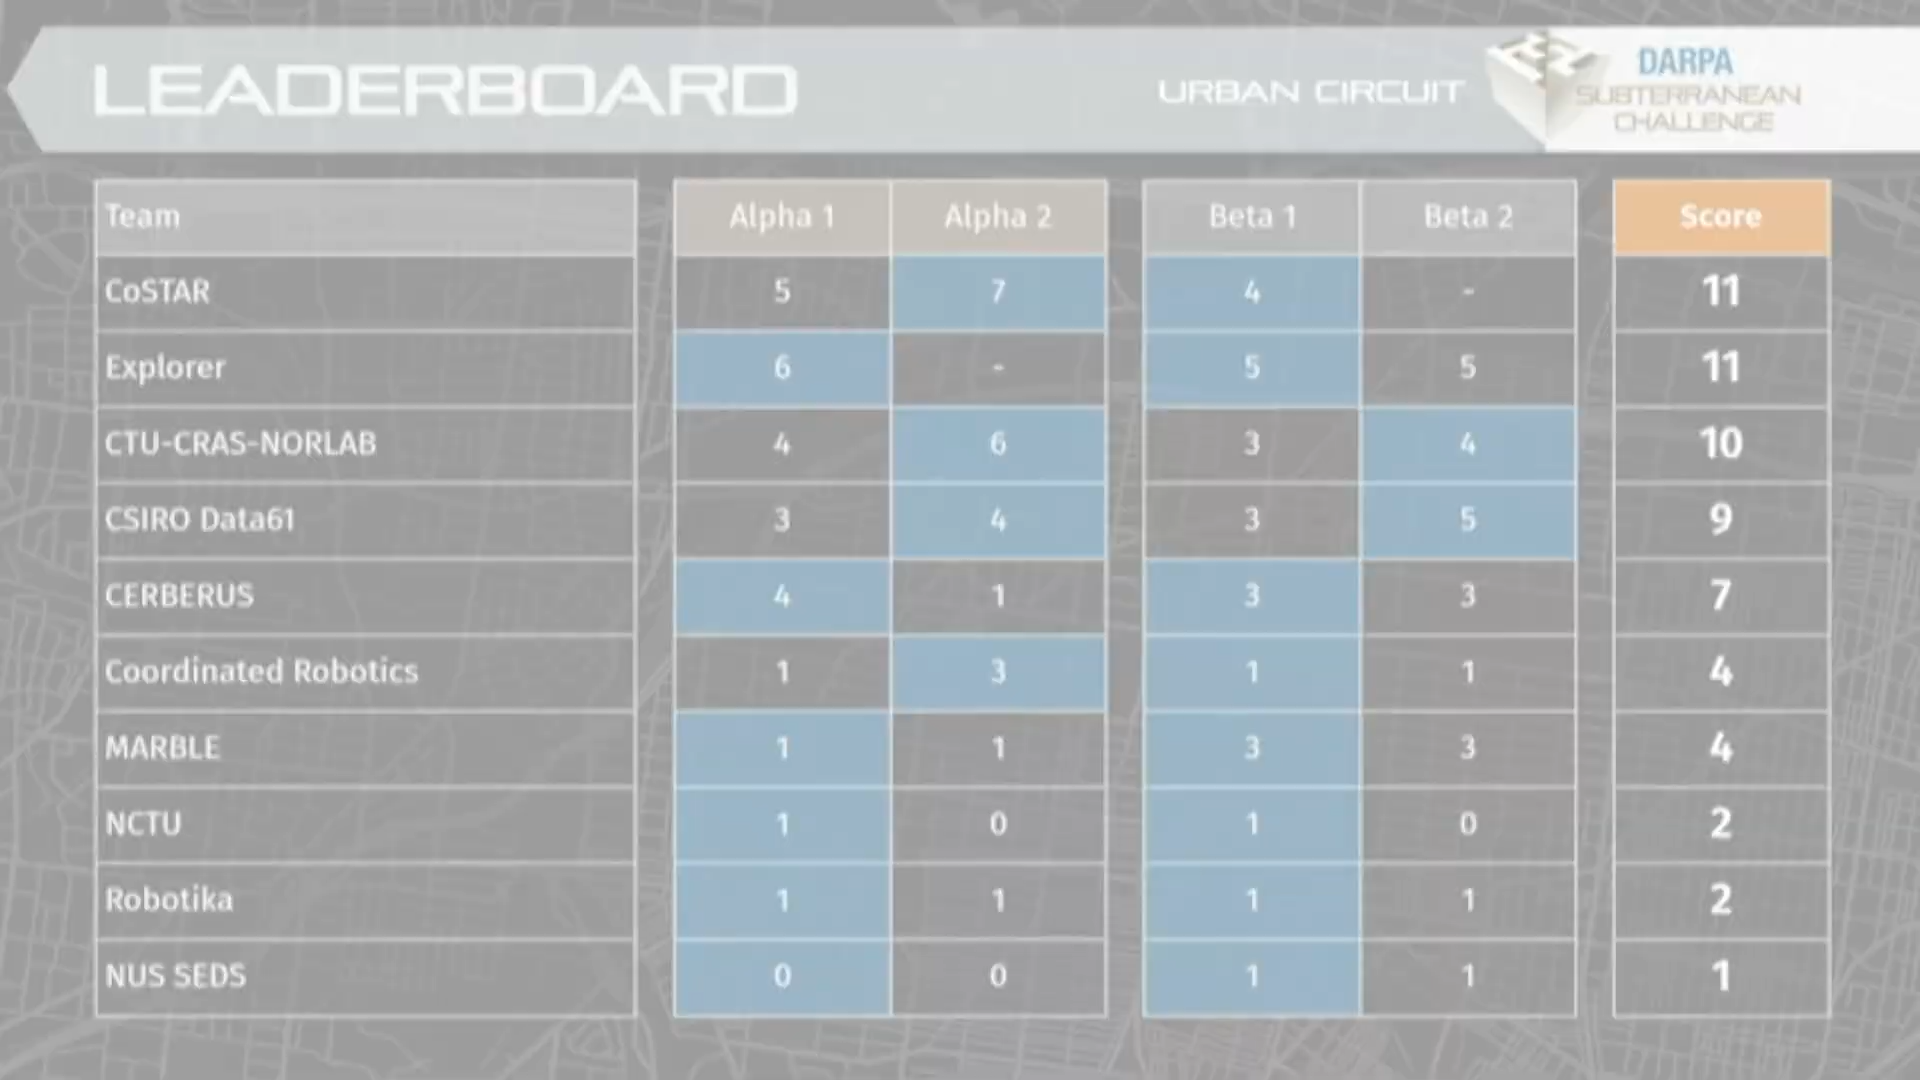 LEADERBOARD
URBAN CIRCUIT
DARPA
SUBTERRANEAN
CHALLENGE
Team Alpha 1 Alpha 2 Beta 1 Beta 2 Score
CoSTAR 5 7 4 - 11
Explorer 6 - 5 5 11
CTU-CRAS-NORLAB 4 6 3 4 10
CSIRO Data61 3 4 3 5 9
CERBERUS 4 1 3 3 7
Coordinated Robotics 1 3 1 1 4
MARBLE 1 1 3 3 4
NCTU 1 0 1 0 2
Robotika 1 1 1 1 2
NUS SEDS 0 0 1 1 1